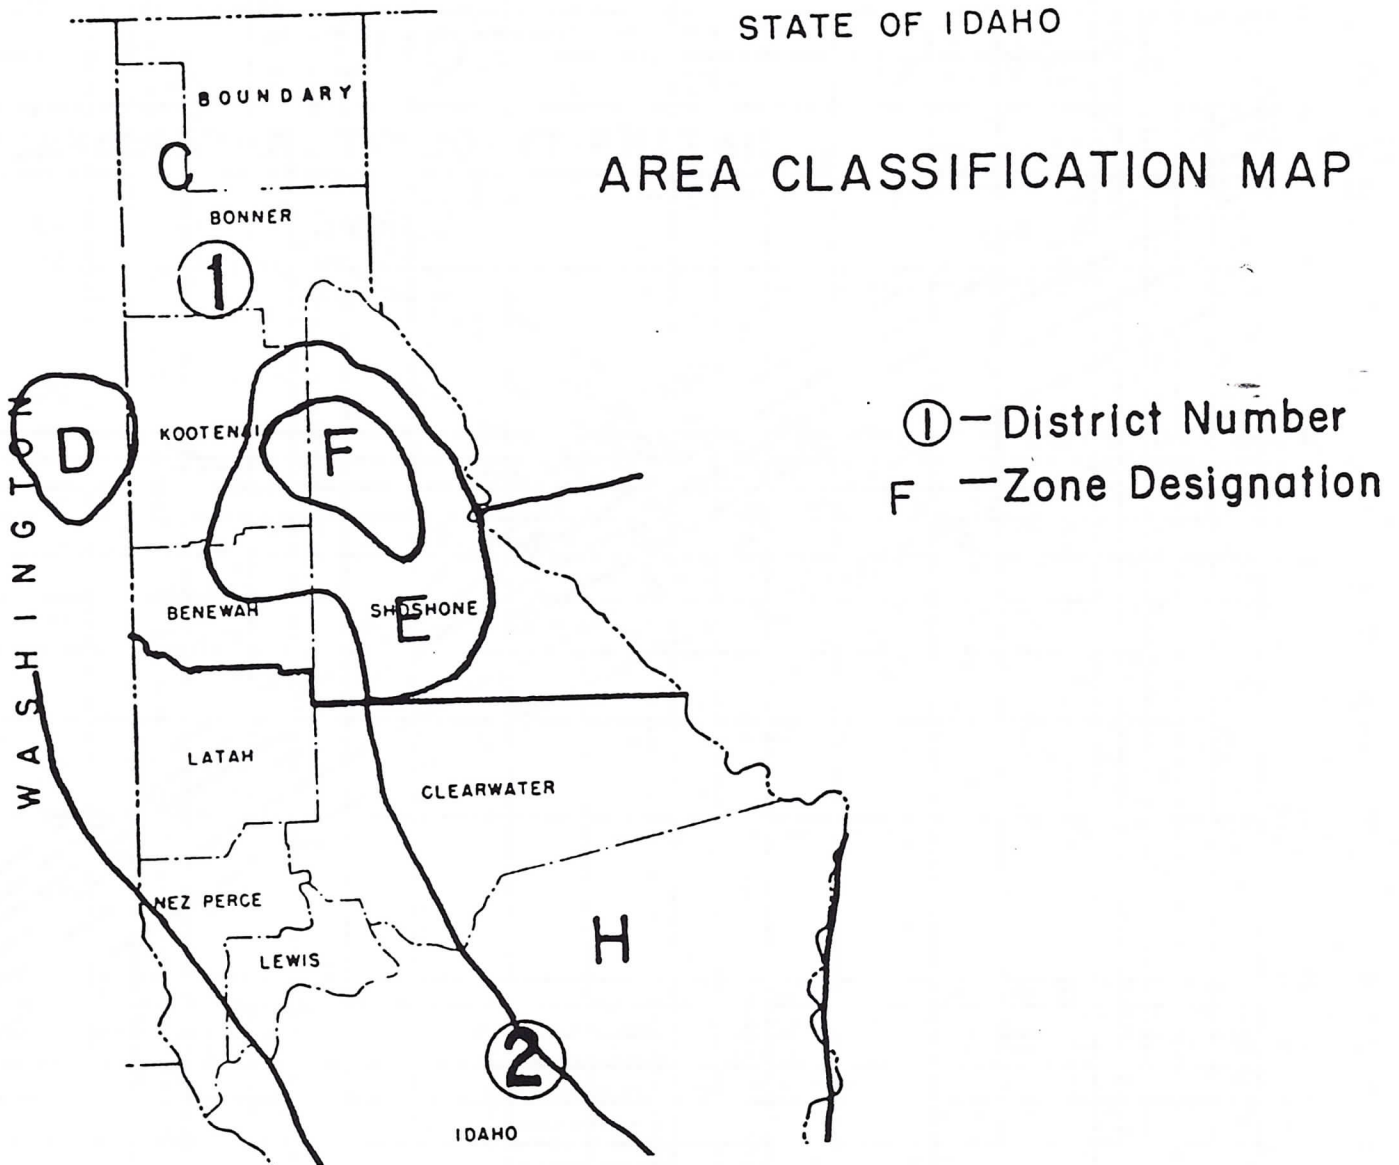 STATE OF IDAHO
AREA CLASSIFICATION MAP
BOUNDARY
C
BONNER
1
WASHINGTON
D
KOOTENAI
F
1 — District Number
F — Zone Designation
BENEWAH
SHOSHONE
E
LATAH
CLEARWATER
NEZ PERCE
LEWIS
H
2
IDAHO